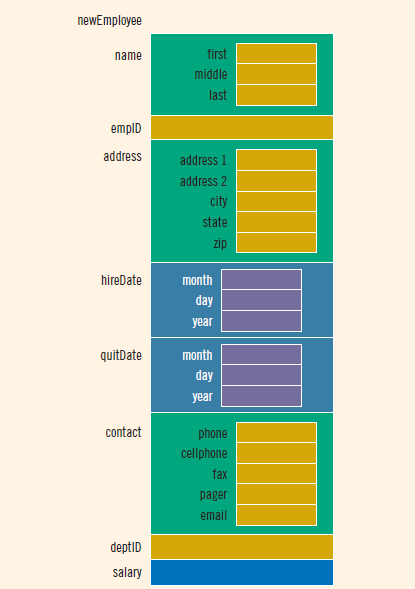 newEmployee
name
first
middle
last
empID
address
address 1
address 2
city
state
zip
hireDate
month
day
year
quitDate
month
day
year
contact
phone
cellphone
fax
pager
email
deptID
salary